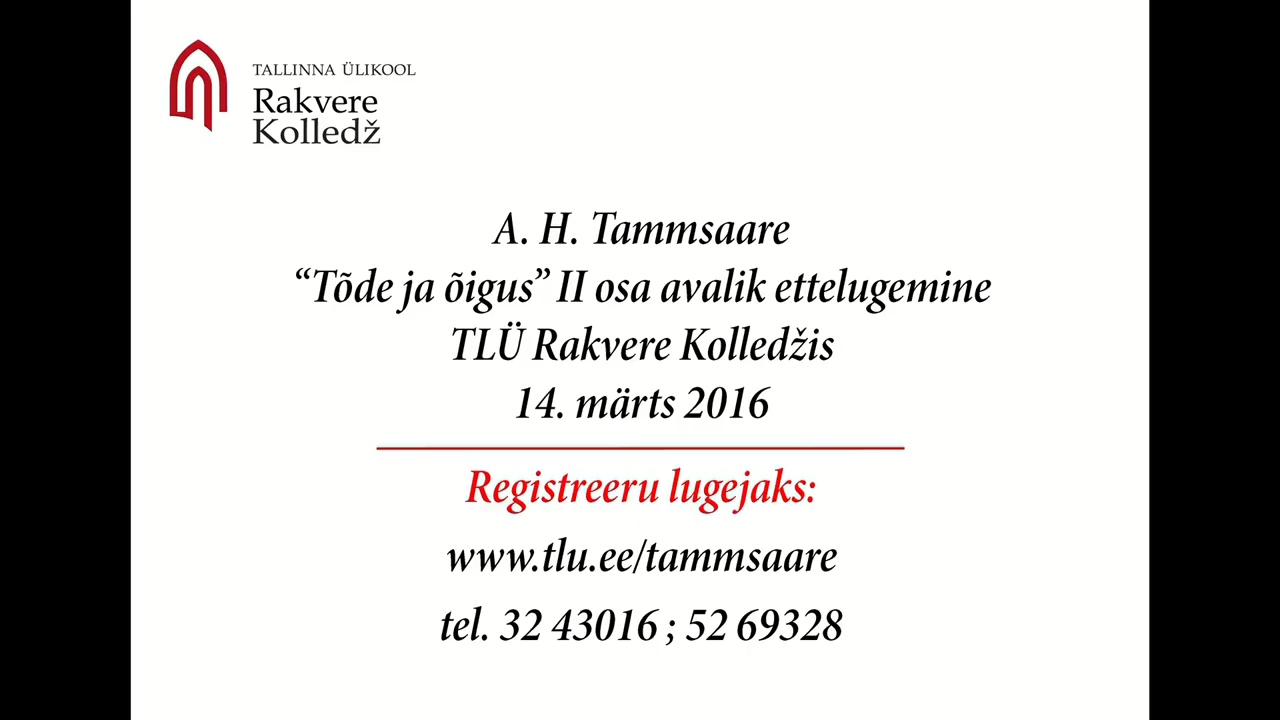 TALLINNA ÜLIKOOL
Rakvere
Kolledž
A. H. Tammsaare
“Tõde ja õigus” II osa avalik ettelugemine
TLÜ Rakvere Kolledžis
14. märts 2016
Registreeru lugejaks:
www.tlu.ee/tammsaare
tel. 32 43016 ; 52 69328